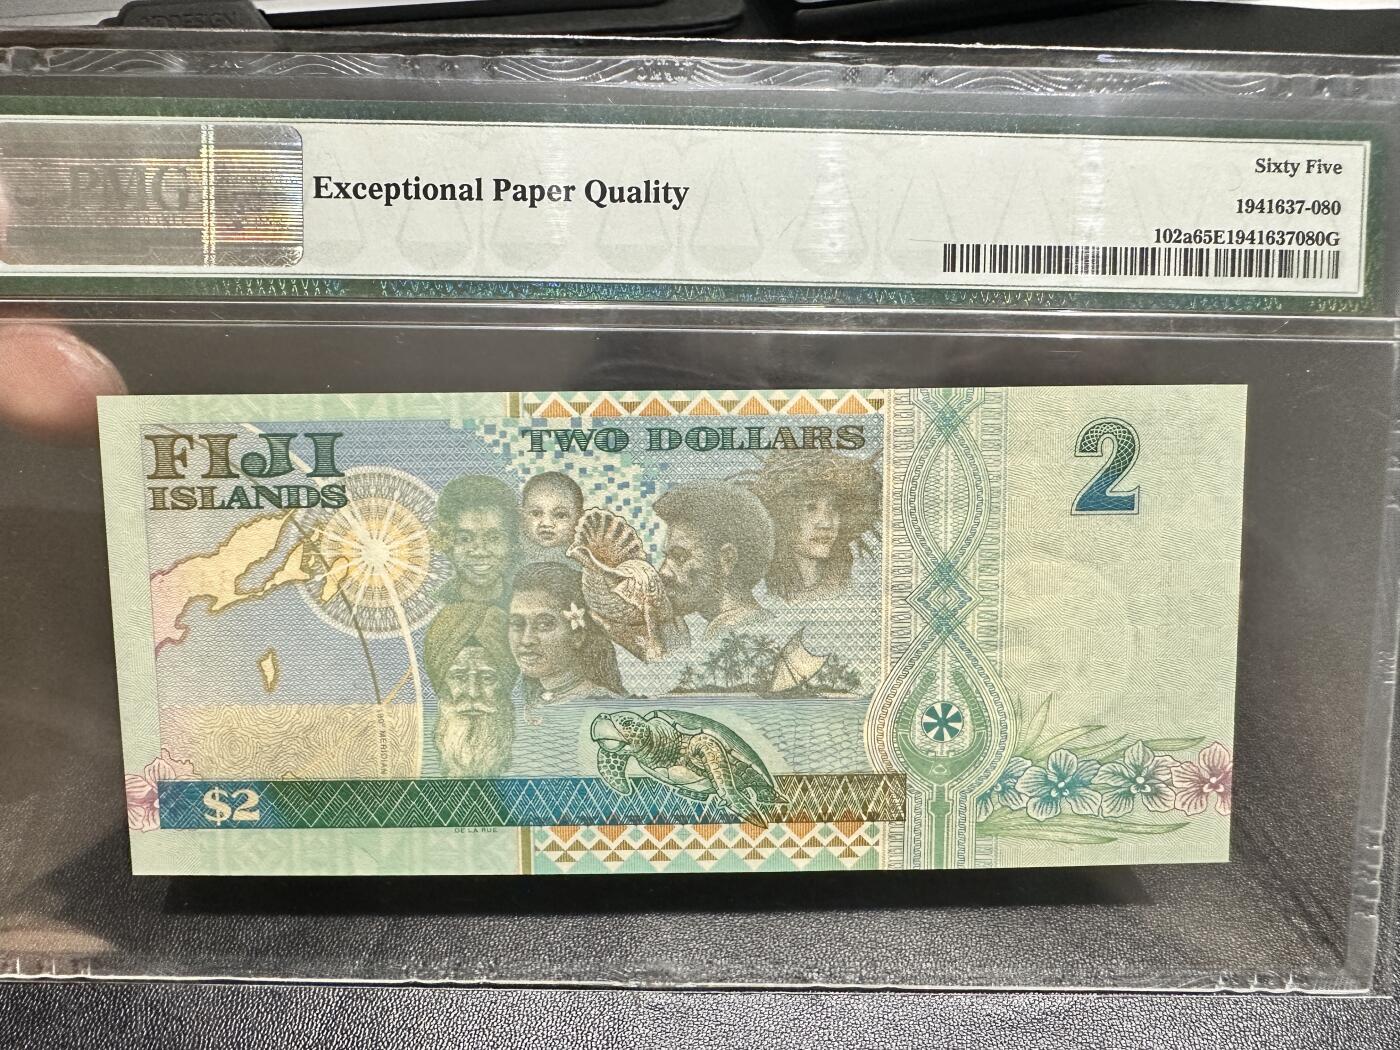 PMG
Exceptional Paper Quality
Sixty Five
1941637-080
102a65E1941637080G
FIJI
ISLANDS
TWO DOLLARS
2
MERIDIAN
$2
DE LA RUE